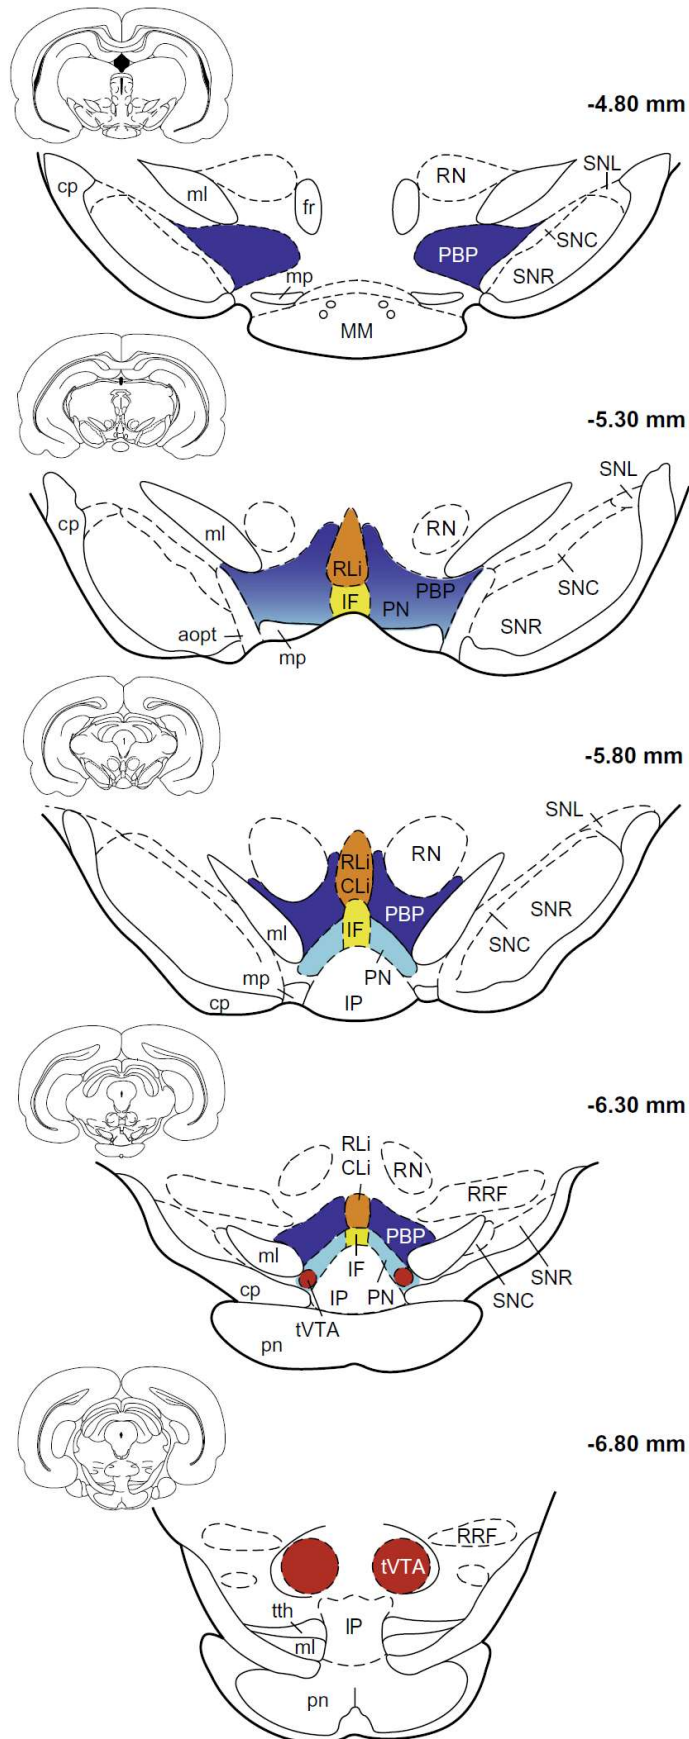 -4.80 mm
cp
ml
fr
RN
SNL
SNC
PBP
SNR
mp
MM
-5.30 mm
SNL
cp
ml
RN
RLi
PBP
SNC
IF
PN
SNR
aopt
mp
-5.80 mm
SNL
RLi
CLi
RN
PBP
SNR
ml
IF
SNC
mp
PN
cp
IP
-6.30 mm
RLi
CLi
RN
RRF
PBP
ml
IF
SNR
cp
IP
PN
SNC
tVTA
pn
-6.80 mm
RRF
tVTA
tth
IP
ml
pn